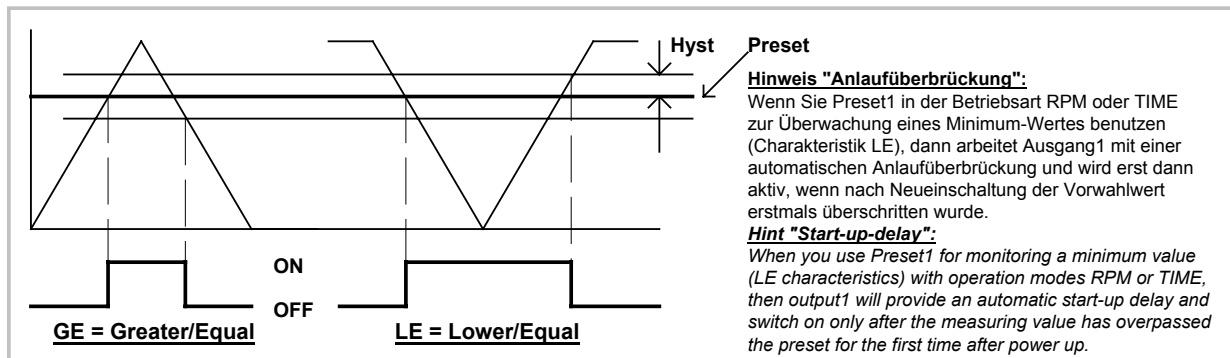 Hyst
Preset
Hinweis "Anlaufüberbrückung":
Wenn Sie Preset1 in der Betriebsart RPM oder TIME
zur Überwachung eines Minimum-Wertes benutzen
(Charakteristik LE), dann arbeitet Ausgang1 mit einer
automatischen Anlaufüberbrückung und wird erst dann
aktiv, wenn nach Neueinschaltung der Vorwahlwert
erstmals überschritten wurde.
Hint "Start-up-delay":
When you use Preset1 for monitoring a minimum value
(LE characteristics) with operation modes RPM or TIME,
then output1 will provide an automatic start-up delay and
switch on only after the measuring value has overpassed
the preset for the first time after power up.
ON
OFF
GE = Greater/Equal
LE = Lower/Equal